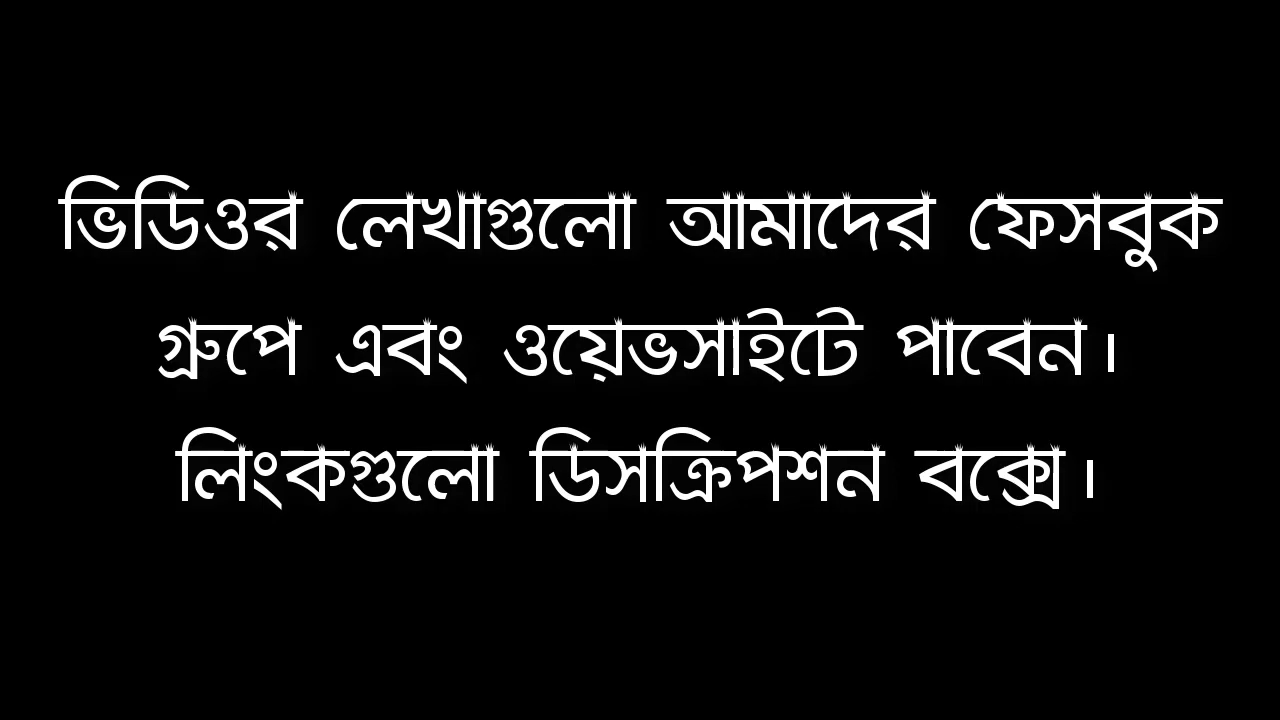 ভিডিওর লেখাগুলো আমাদের ফেসবুক
গ্রুপে এবং ওয়েভসাইটে পাবেন।
লিংকগুলো ডিসক্রিপশন বক্সে।